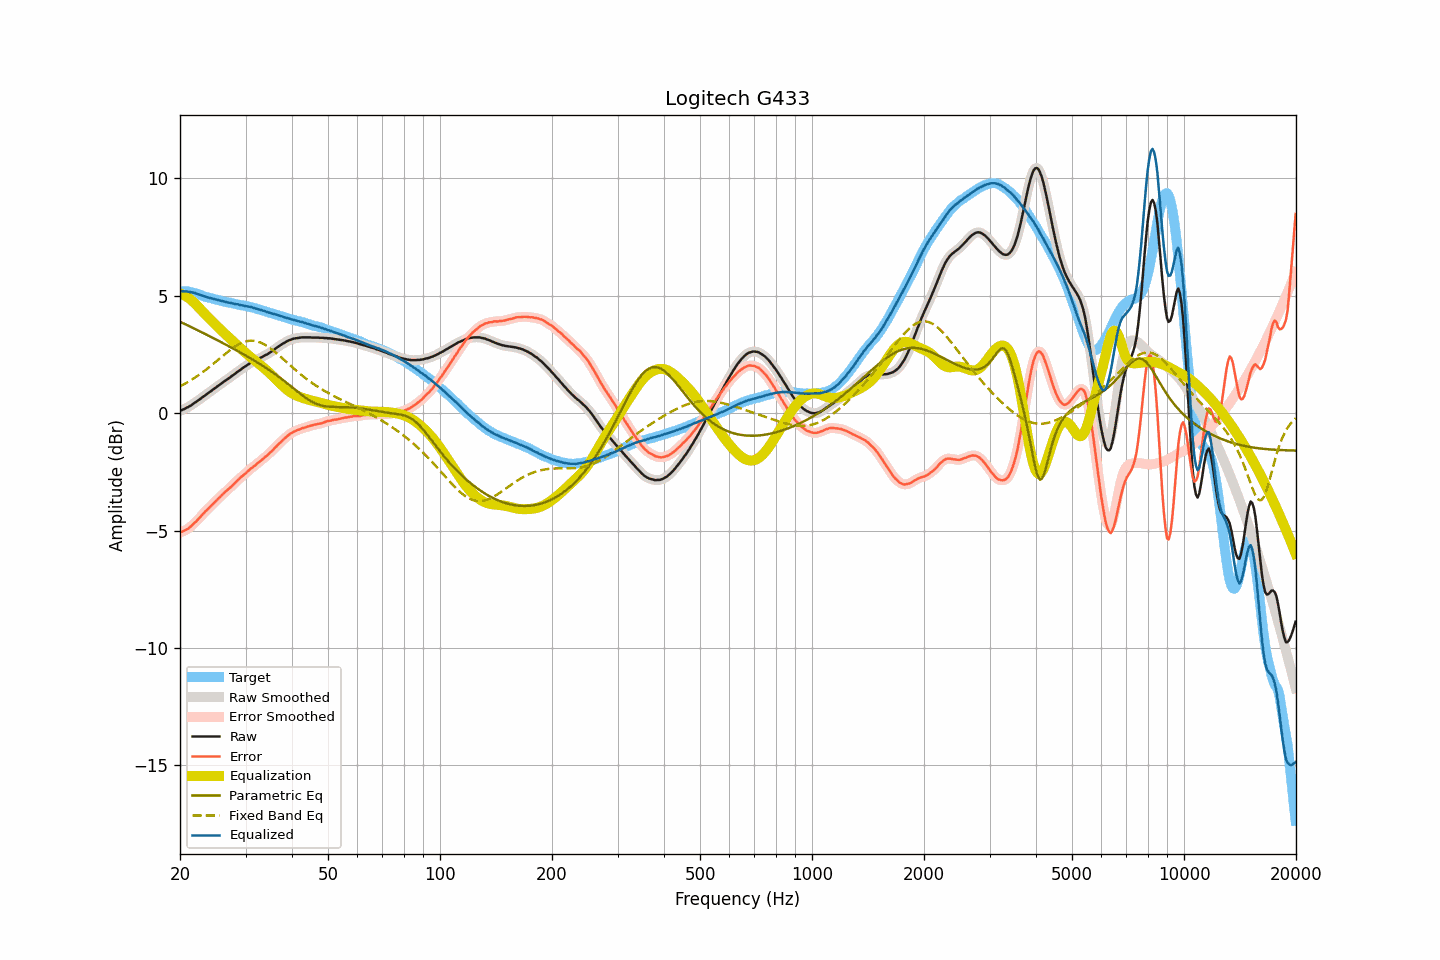 Logitech G433
Amplitude (dBr)
10
5
0
−5
−10
−15
Target
Raw Smoothed
Error Smoothed
Raw
Error
Equalization
Parametric Eq
Fixed Band Eq
Equalized
20 50 100 200 500 1000 2000 5000 10000 20000
Frequency (Hz)